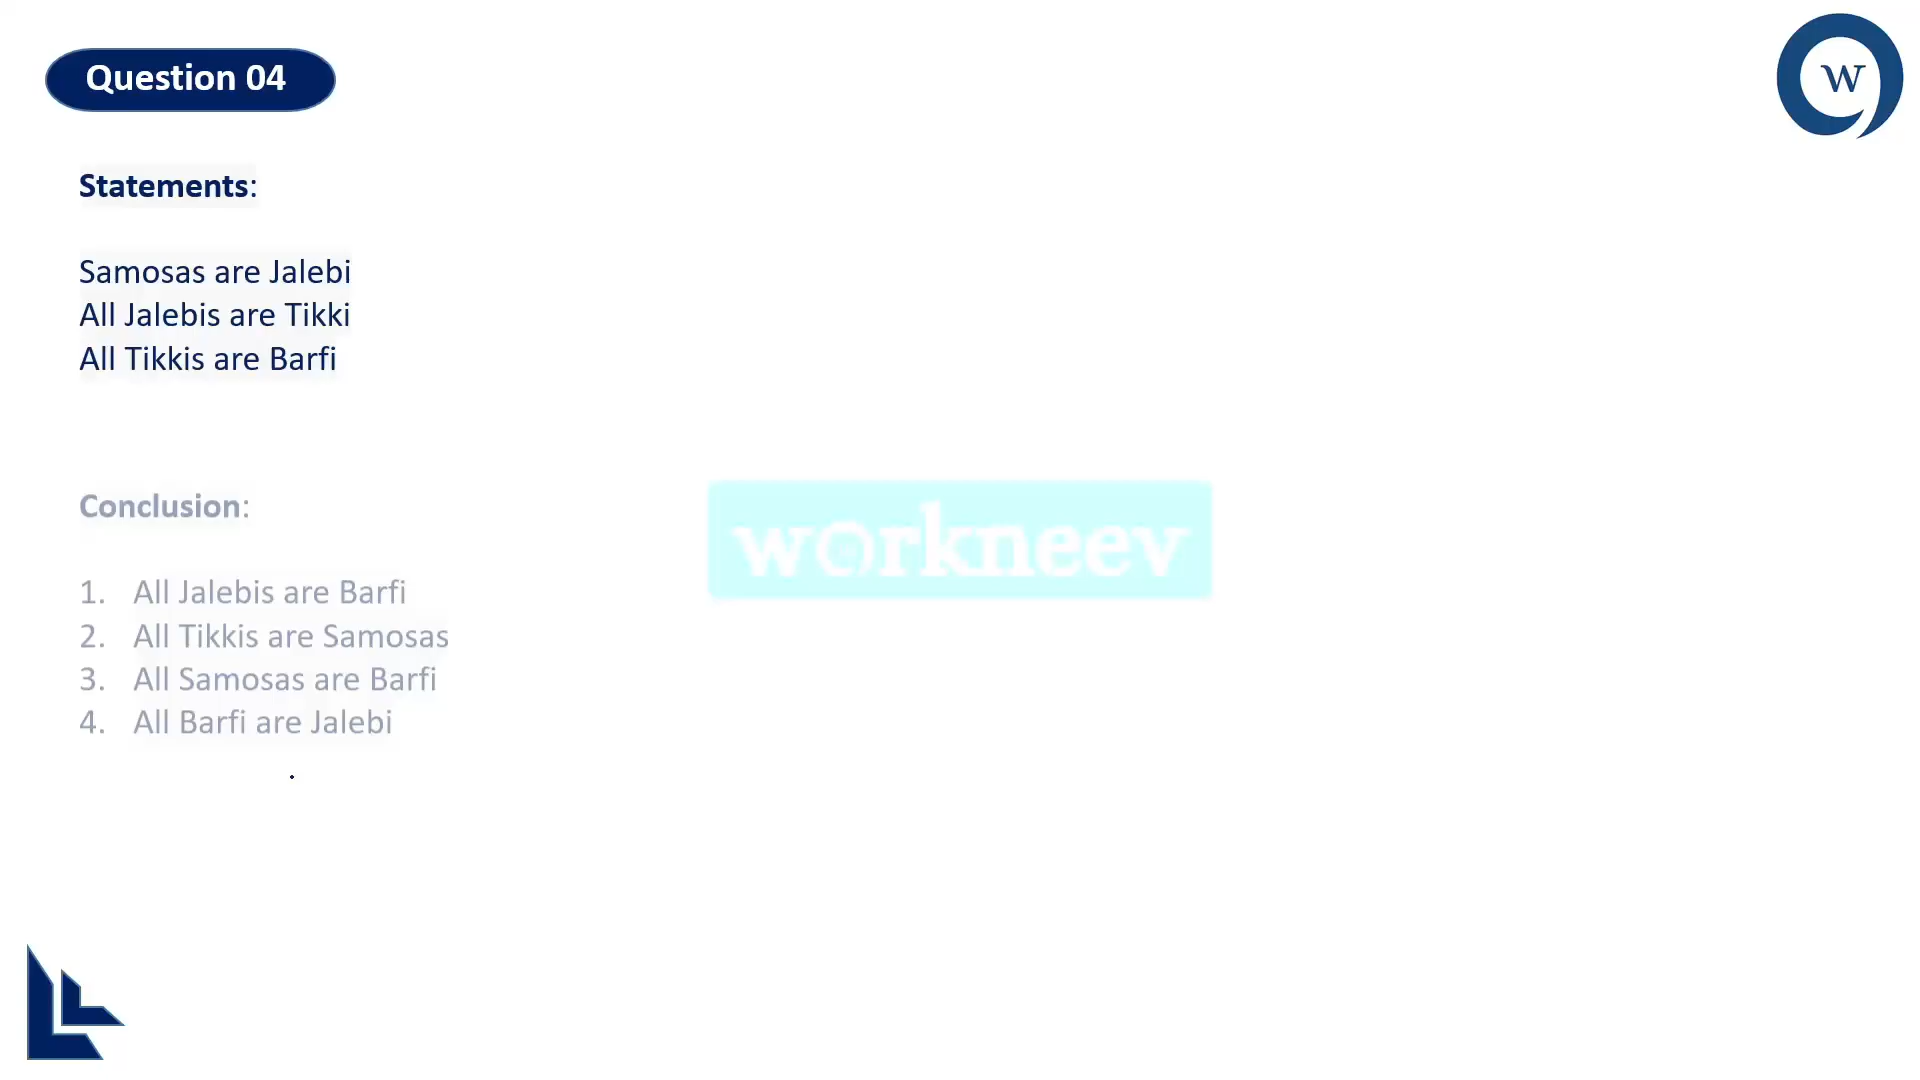 Question 04
w
Statements:
Samosas are Jalebi
All Jalebis are Tikki
All Tikkis are Barfi
Conclusion:
workneev
1. All Jalebis are Barfi
2. All Tikkis are Samosas
3. All Samosas are Barfi
4. All Barfi are Jalebi